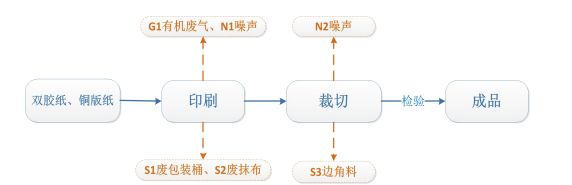 G1有机废气、N1噪声
N2噪声
双胶纸、铜版纸
印刷
裁切
检验
成品
S1废包装桶、S2废抹布
S3边角料